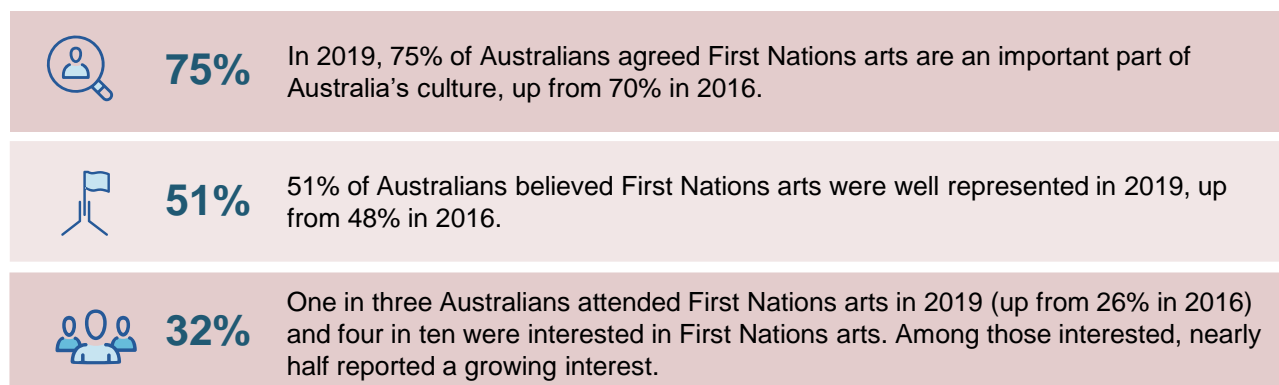 75%
In 2019, 75% of Australians agreed First Nations arts are an important part of
Australia’s culture, up from 70% in 2016.
51%
51% of Australians believed First Nations arts were well represented in 2019, up
from 48% in 2016.
32%
One in three Australians attended First Nations arts in 2019 (up from 26% in 2016)
and four in ten were interested in First Nations arts. Among those interested, nearly
half reported a growing interest.